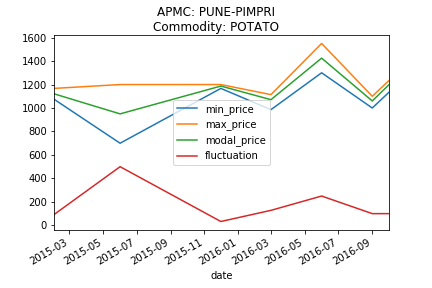 APMC: PUNE-PIMPRI
Commodity: POTATO
1600
1400
1200
1000
800
600
400
200
0
min_price
max_price
modal_price
fluctuation
2015-03
2015-05
2015-07
2015-09
2015-11
2016-01
2016-03
2016-05
2016-07
2016-09
date